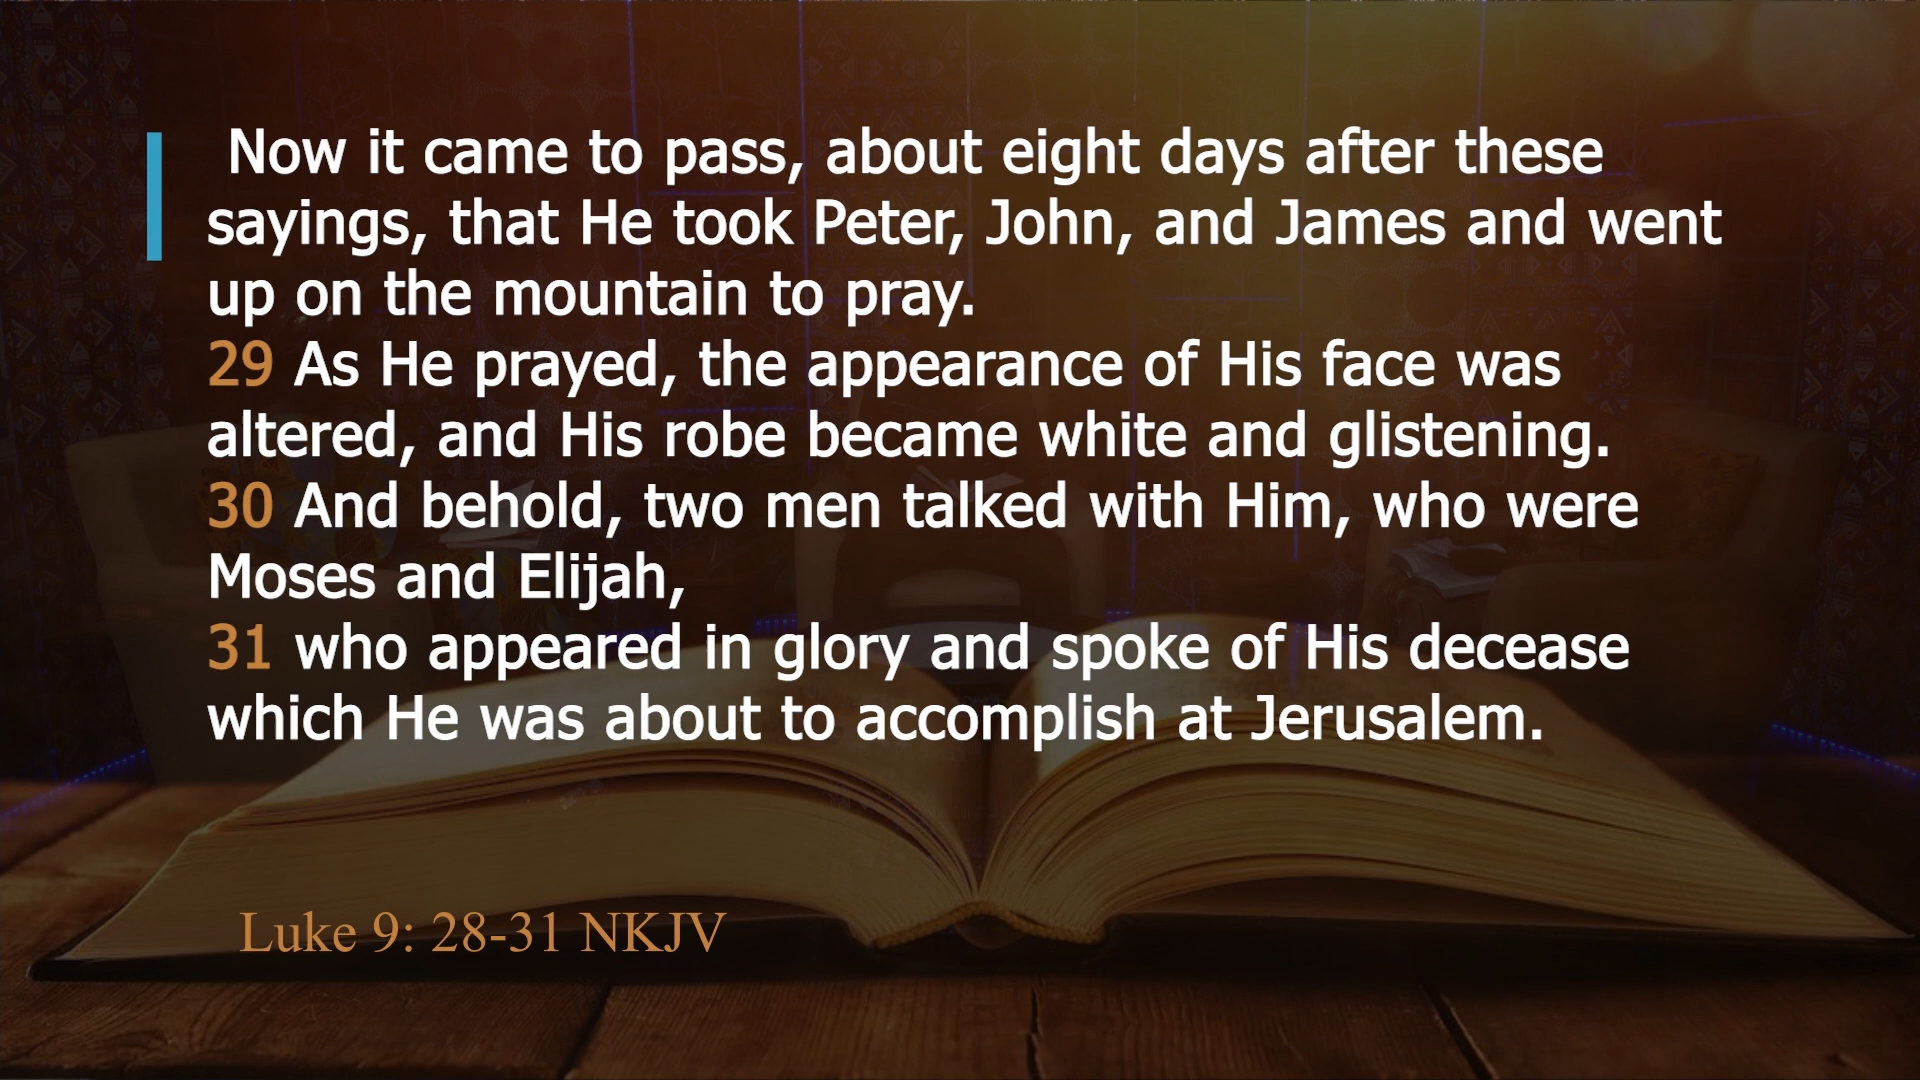 Now it came to pass, about eight days after these
sayings, that He took Peter, John, and James and went
up on the mountain to pray.
29 As He prayed, the appearance of His face was
altered, and His robe became white and glistening.
30 And behold, two men talked with Him, who were
Moses and Elijah,
31 who appeared in glory and spoke of His decease
which He was about to accomplish at Jerusalem.
Luke 9: 28-31 NKJV